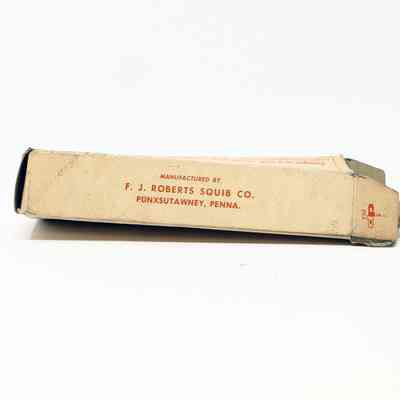 MANUFACTURED BY
F. J. ROBERTS SQUIB CO.
PUNXSUTAWNEY, PENNA.